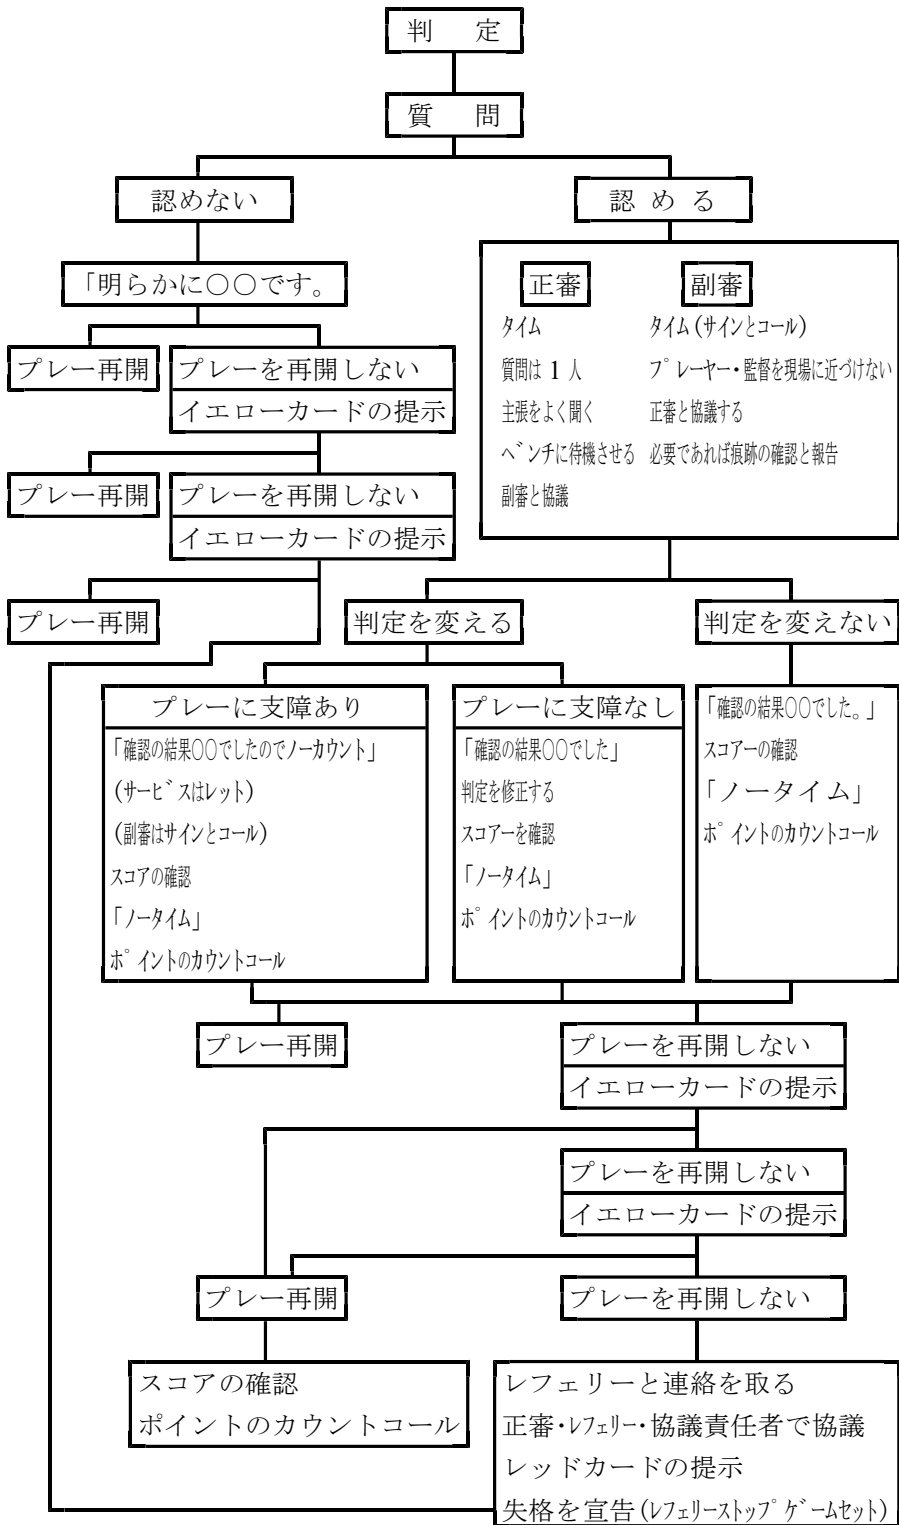 判　定
質　問
認めない
認 め る
「明らかに○○です。
正審
副審
タイム
タイム(サインとコール)
質問は 1 人
プレーヤー・監督を現場に近づけない
主張をよく聞く
正審と協議する
ベンチに待機させる
必要であれば痕跡の確認と報告
副審と協議
プレー再開
プレーを再開しない
イエローカードの提示
プレー再開
プレーを再開しない
イエローカードの提示
プレー再開
判定を変える
判定を変えない
プレーに支障あり
「確認の結果○○でしたのでノーカウント」
(サービスはレット)
(副審はサインとコール)
スコアの確認
「ノータイム」
ポイントのカウントコール
プレーに支障なし
「確認の結果○○でした」
判定を修正する
スコアーを確認
「ノータイム」
ポイントのカウントコール
「確認の結果○○でした。」
スコアーの確認
「ノータイム」
ポイントのカウントコール
プレー再開
プレーを再開しない
イエローカードの提示
プレーを再開しない
イエローカードの提示
プレー再開
プレーを再開しない
スコアの確認
ポイントのカウントコール
レフェリーと連絡を取る
正審・レフェリー・協議責任者で協議
レッドカードの提示
失格を宣告(レフェリーストップゲームセット)